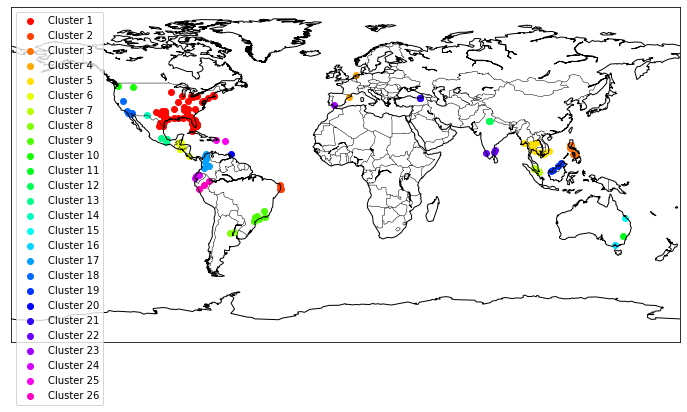 Cluster 1
Cluster 2
Cluster 3
Cluster 4
Cluster 5
Cluster 6
Cluster 7
Cluster 8
Cluster 9
Cluster 10
Cluster 11
Cluster 12
Cluster 13
Cluster 14
Cluster 15
Cluster 16
Cluster 17
Cluster 18
Cluster 19
Cluster 20
Cluster 21
Cluster 22
Cluster 23
Cluster 24
Cluster 25
Cluster 26